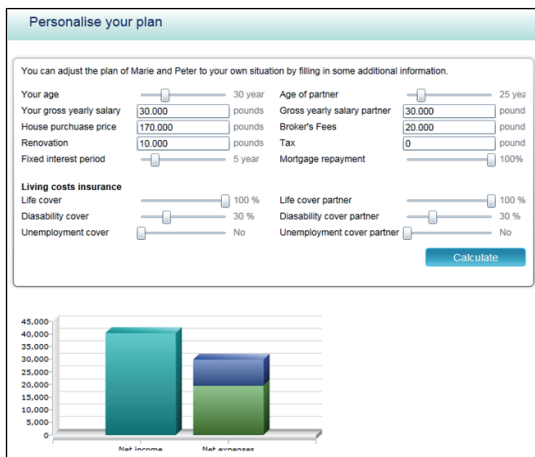 Personalise your plan
You can adjust the plan of Marie and Peter to your own situation by filling in some additional information.
Your age 30 year Age of partner 25 yea
Your gross yearly salary 30.000 pounds Gross yearly salary partner 30.000 pound
House purchuase price 170.000 pounds Broker's Fees 20.000 pound
Renovation 10.000 pounds Tax 0 pound
Fixed interest period 5 year Mortgage repayment 100%
Living costs insurance
Life cover 100 % Life cover partner 100 %
Diasability cover 30 % Diasability cover partner 30 %
Unemployment cover No Unemployment cover partner No
Calculate
45,000
40,000
35,000
30,000
25,000
20,000
15,000
10,000
5,000
0
Net income Net expenses